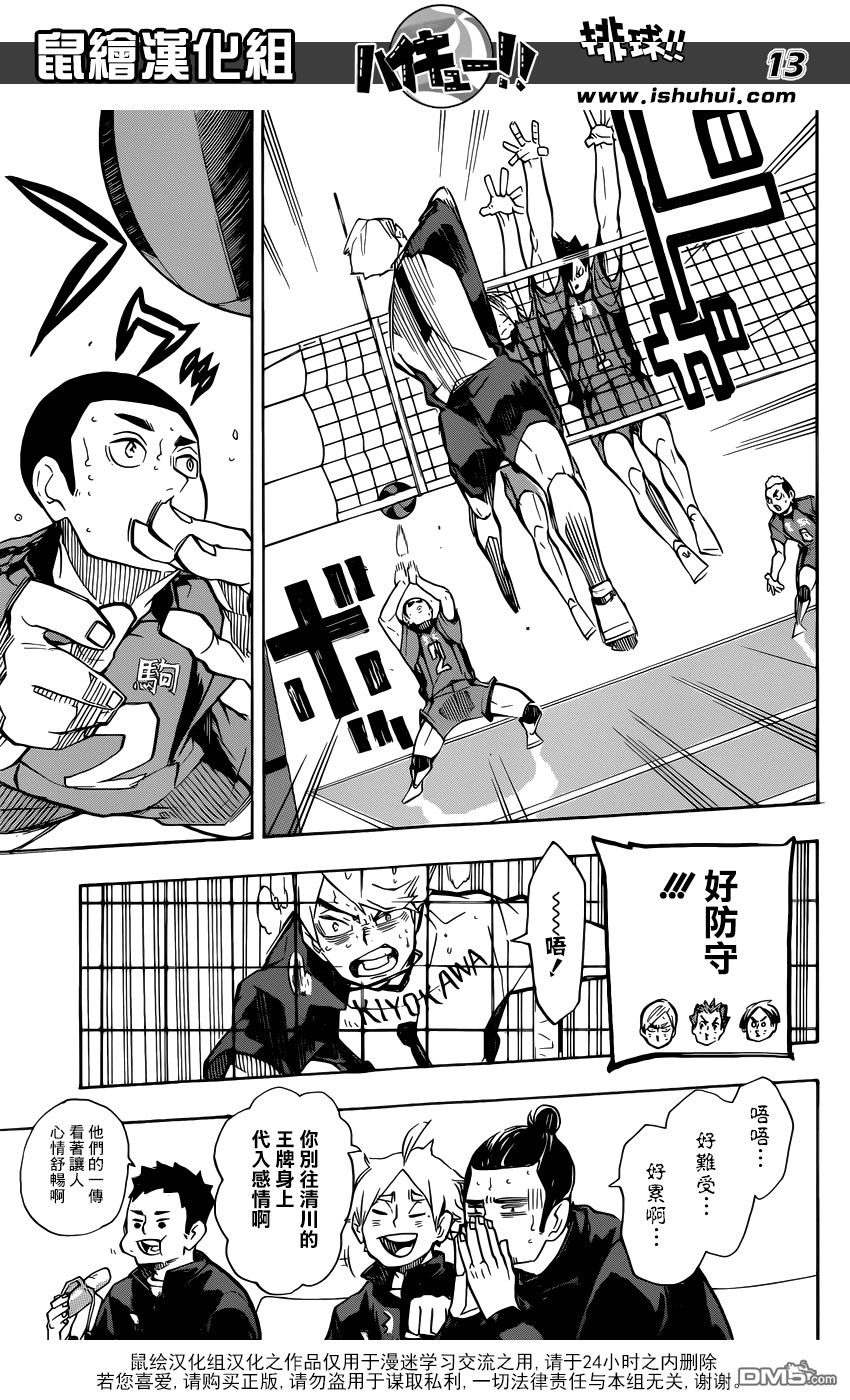 鼠繪漢化組
ハイキュー!!
排球!!
13
www.ishuhui.com
2
駒
ボッ
好防守
!!!
~~~唔!
KIYOKAWA
唔唔…
好難受…
好累啊…
你別往清川的
王牌身上
代入感情啊
他們的一傳
看著讓人
心情舒暢啊
鼠绘汉化组汉化之作品仅用于漫迷学习交流之用, 请于24小时之内删除
若您喜爱, 请购买正版, 请勿盗用于谋取私利, 一切法律责任与本组无关, 谢谢。
DM5.com